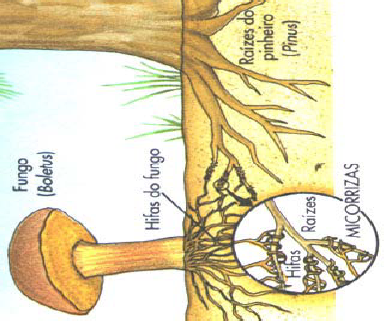 Fungo
(Boletus)
Hifas do fungo
Raízes do
pinheiro
(Pinus)
Raízes
Hifas
MICORRIZAS